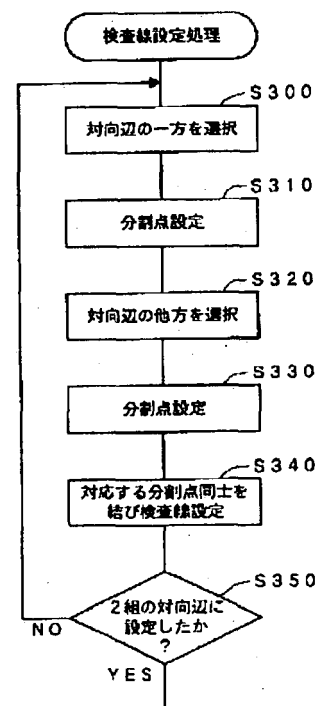 検査線設定処理
S300
対向辺の一方を選択
S310
分割点設定
S320
対向辺の他方を選択
S330
分割点設定
S340
対応する分割点同士を
結び検査線設定
S350
2組の対向辺に
設定したか
?
NO
YES